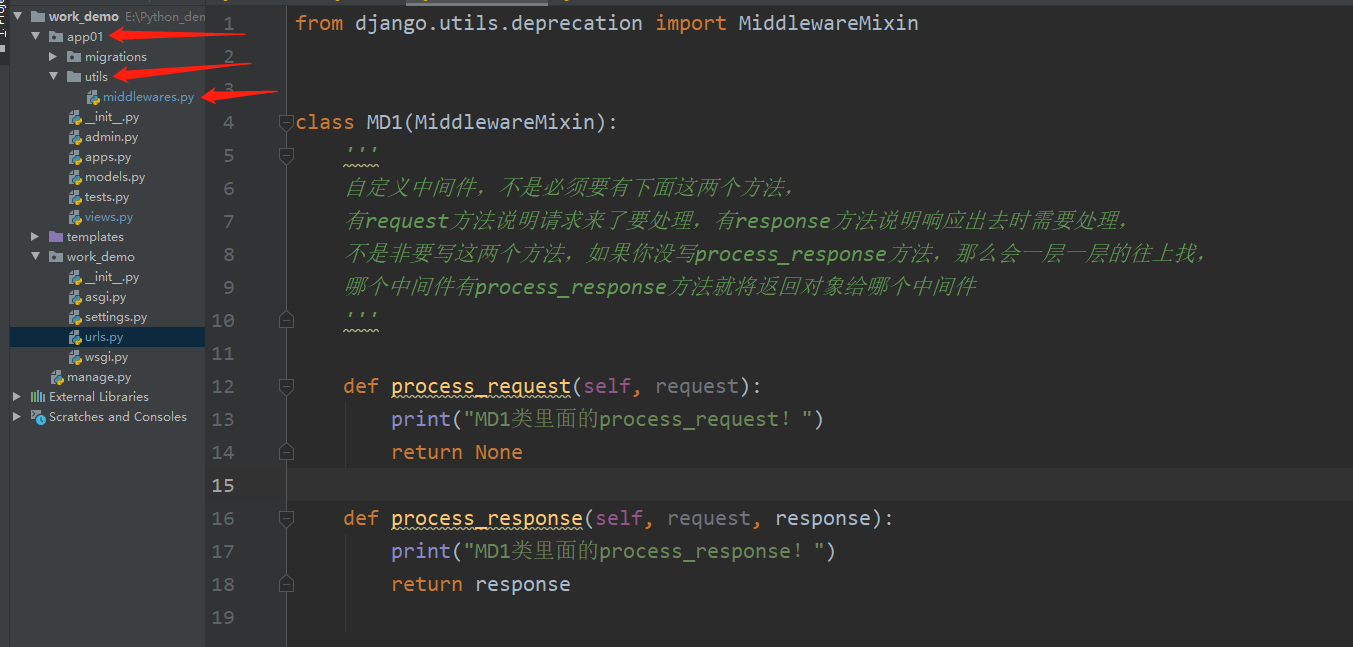 work_demo E:\Python_den
app01
migrations
utils
middlewares.py
__init__.py
admin.py
apps.py
models.py
tests.py
views.py
templates
work_demo
__init__.py
asgi.py
settings.py
urls.py
wsgi.py
manage.py
External Libraries
Scratches and Consoles
1 from django.utils.deprecation import MiddlewareMixin
2
3
4 class MD1(MiddlewareMixin):
5 '''
6 自定义中间件，不是必须要有下面这两个方法，
7 有request方法说明请求来了要处理，有response方法说明响应出去时需要处理，
8 不是非要写这两个方法，如果你没写process_response方法，那么会一层一层的往上找，
9 哪个中间件有process_response方法就将返回对象给哪个中间件
10 '''
11
12 def process_request(self, request):
13 print("MD1类里面的process_request！")
14 return None
15
16 def process_response(self, request, response):
17 print("MD1类里面的process_response！")
18 return response
19